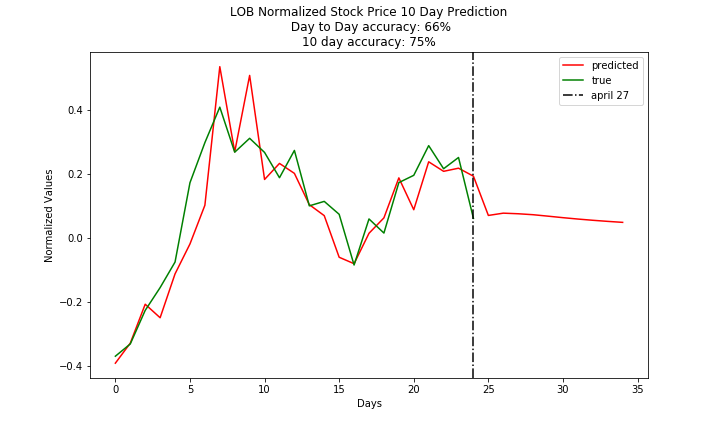 LOB Normalized Stock Price 10 Day Prediction
Day to Day accuracy: 66%
10 day accuracy: 75%
predicted
true
april 27
Normalized Values
0.4
0.2
0.0
−0.2
−0.4
0 5 10 15 20 25 30 35
Days